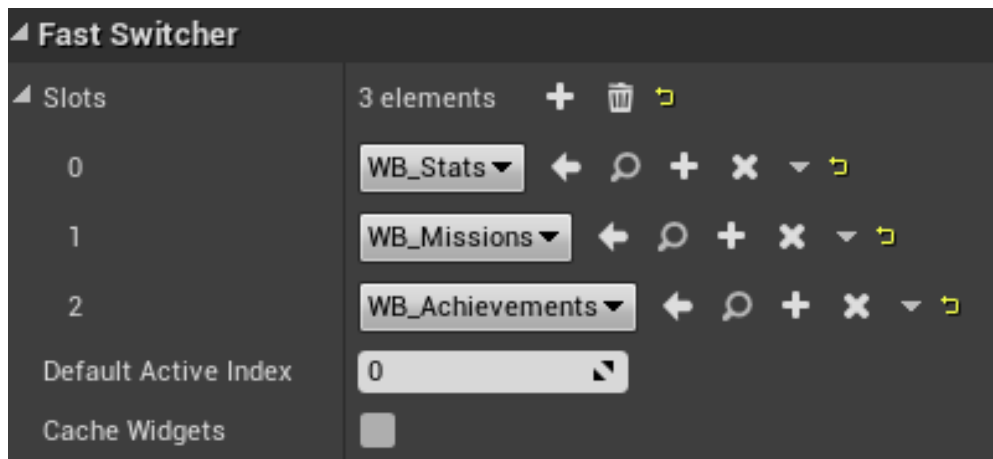 Fast Switcher
Slots 3 elements
0 WB_Stats
1 WB_Missions
2 WB_Achievements
Default Active Index 0
Cache Widgets